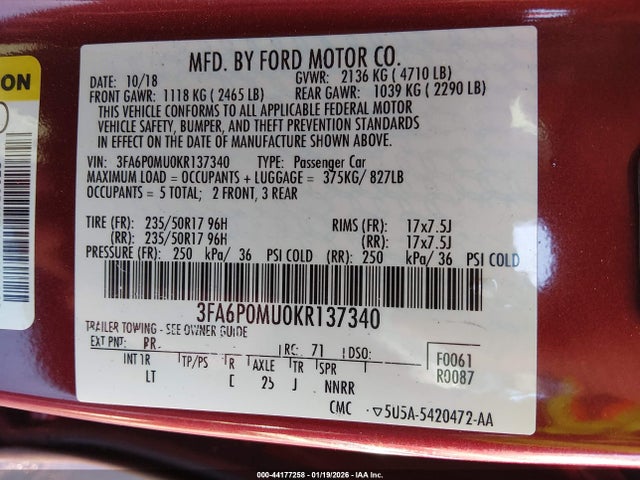 MFD. BY FORD MOTOR CO.
DATE: 10/18 GVWR: 2136 KG ( 4710 LB)
FRONT GAWR: 1118 KG ( 2465 LB) REAR GAWR: 1039 KG ( 2290 LB)
THIS VEHICLE CONFORMS TO ALL APPLICABLE FEDERAL MOTOR
VEHICLE SAFETY, BUMPER, AND THEFT PREVENTION STANDARDS
IN EFFECT ON THE DATE OF MANUFACTURE SHOWN ABOVE.
VIN: 3FA6P0MU0KR137340 TYPE: Passenger Car
MAXIMUM LOAD = OCCUPANTS + LUGGAGE = 375KG/ 827LB
OCCUPANTS = 5 TOTAL; 2 FRONT, 3 REAR
TIRE (FR): 235/50R17 96H RIMS (FR): 17x7.5J
(RR): 235/50R17 96H (RR): 17x7.5J
PRESSURE (FR): 250 kPa/ 36 PSI COLD (RR): 250 kPa/ 36 PSI COLD
3FA6P0MU0KR137340
TRAILER TOWING - SEE OWNER GUIDE
EXT PNT: RR RC: 71 DSO: F0061
INT TR TP/PS R AXLE TR SPR R0087
LT E 25 J NNRR
CMC ▽5U5A-5420472-AA
ON
000-44177258 - 01/19/2026 - IAA Inc.